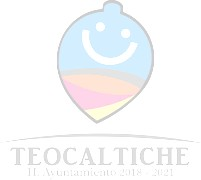 TEOCALTICHE
H. Ayuntamiento 2018 - 2021